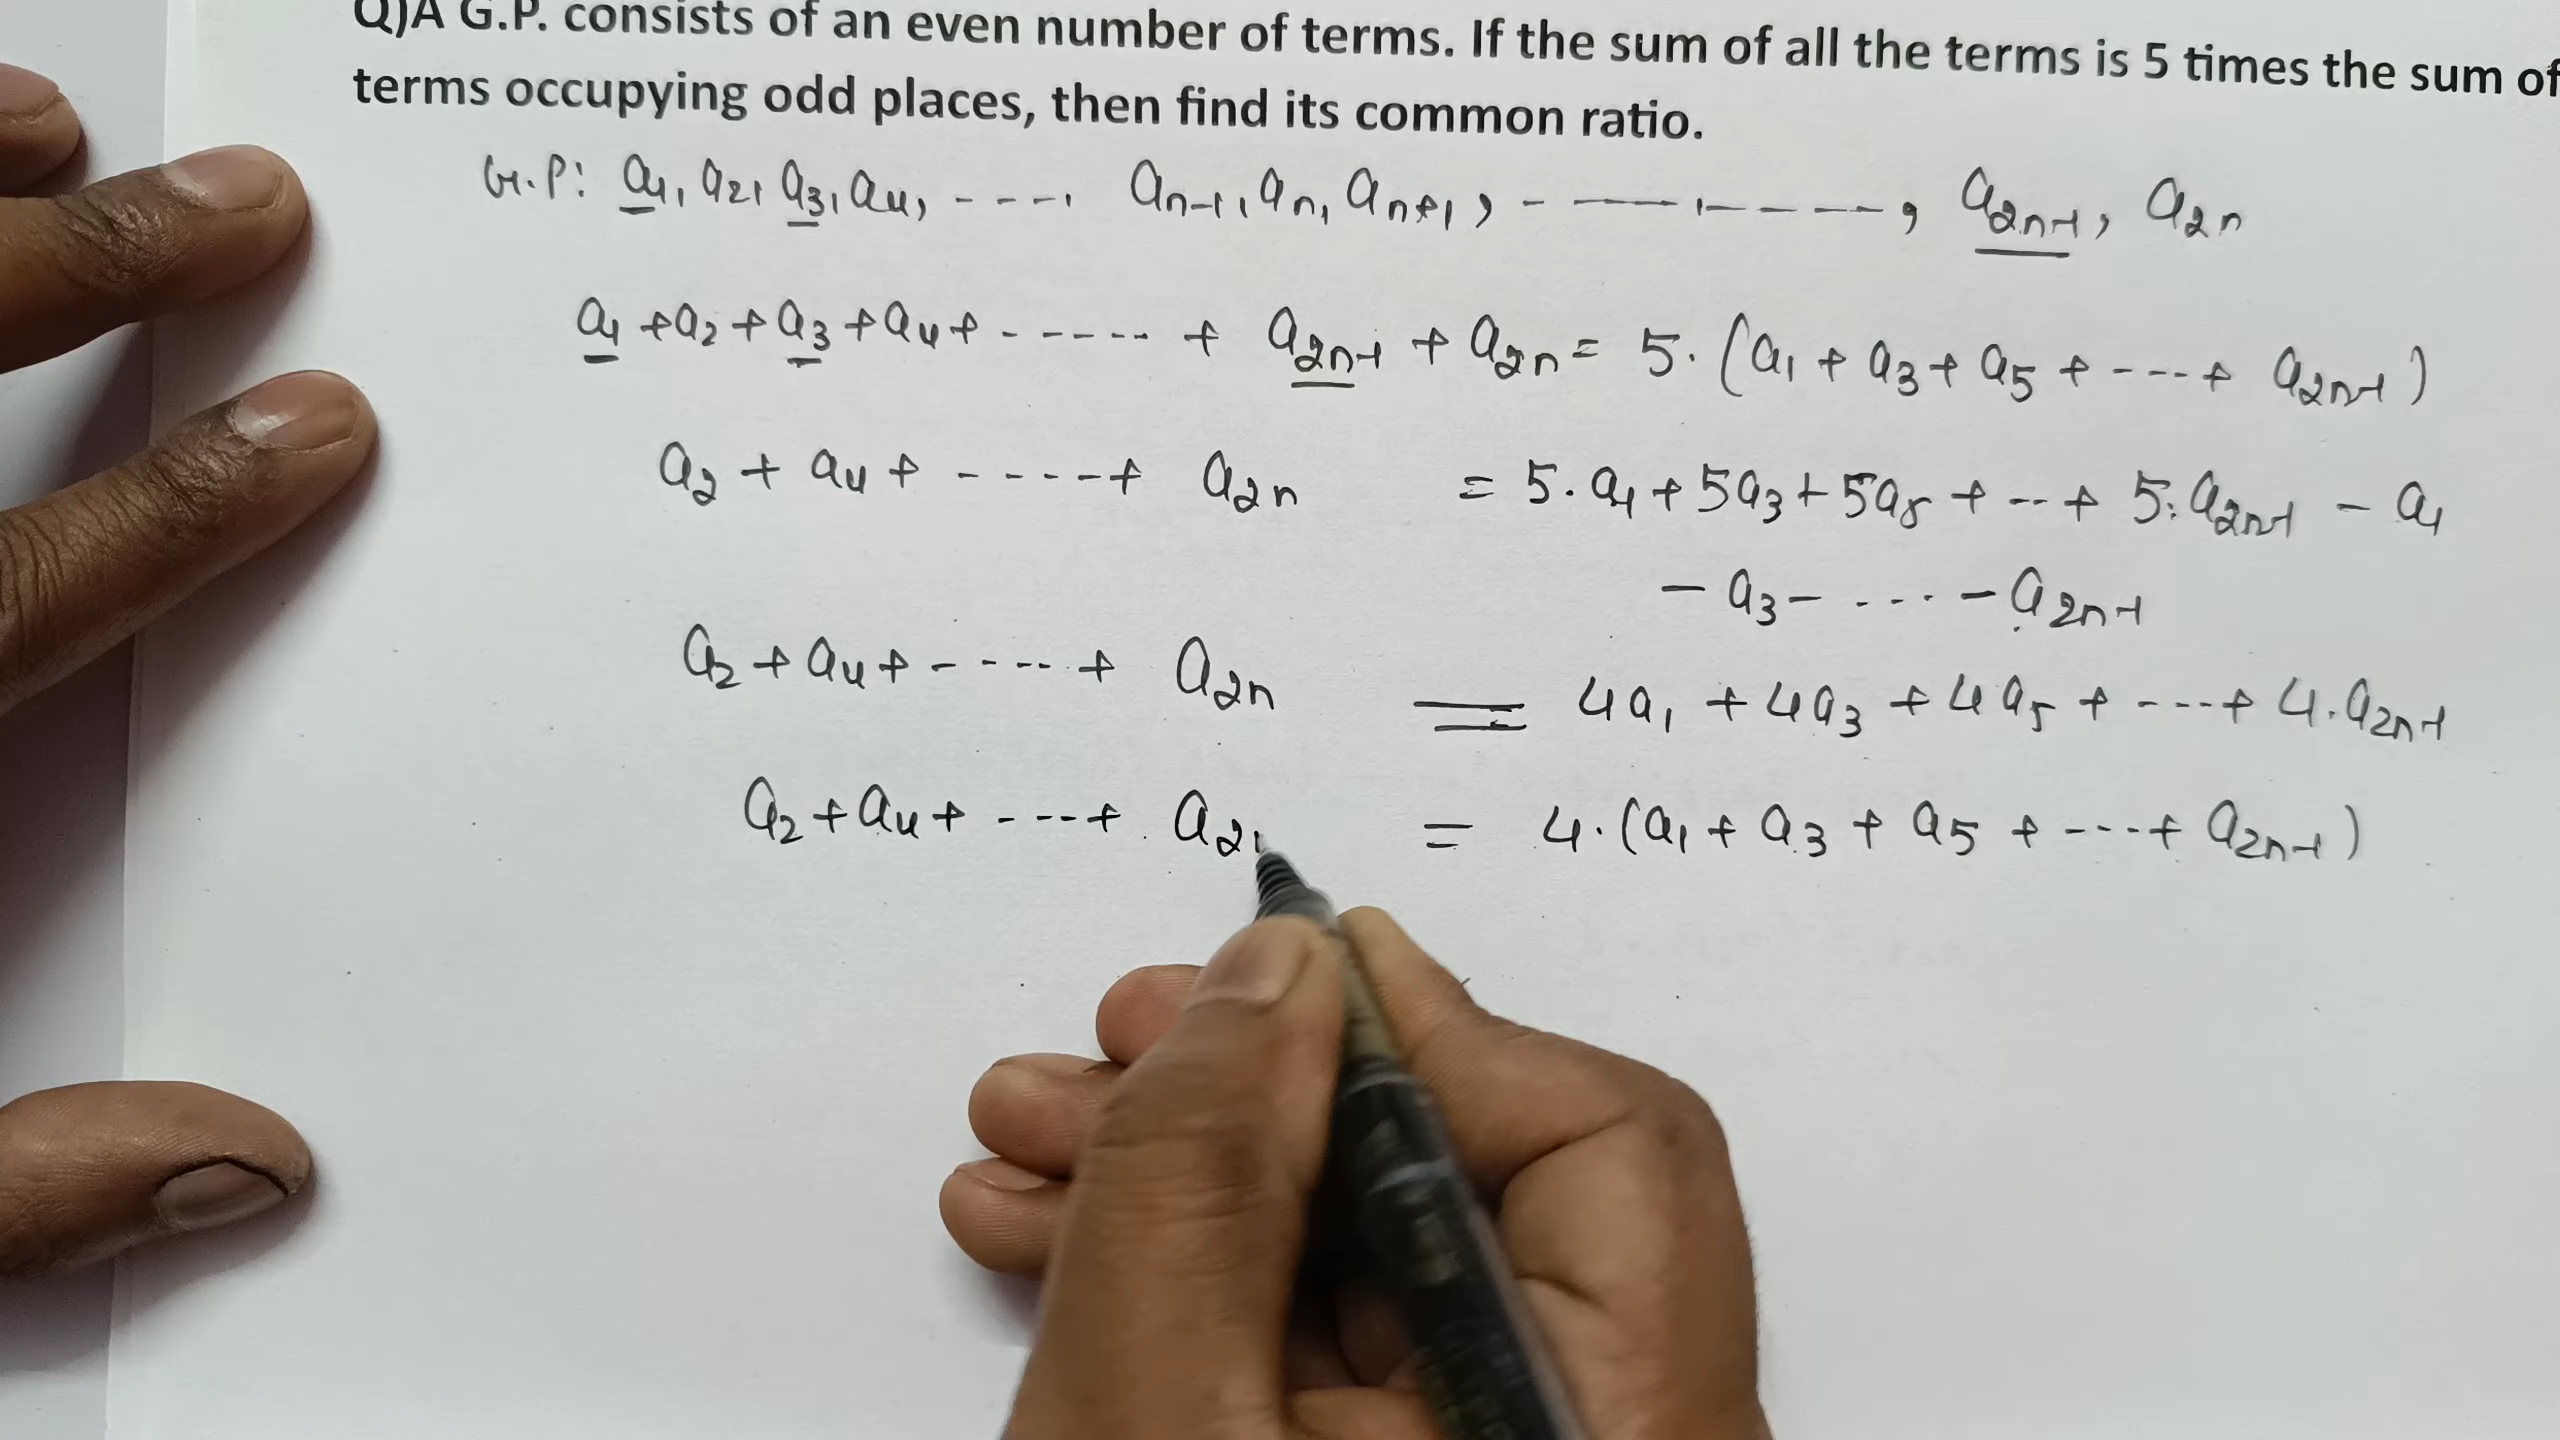 Q)A G.P. consists of an even number of terms. If the sum of all the terms is 5 times the sum of
terms occupying odd places, then find its common ratio.
G.P: a₁, a₂, a₃, a₄, ----, aₙ₋₁, aₙ, aₙ₊₁, - ------, a₂ₙ₋₁, a₂ₙ
a₁ + a₂ + a₃ + a₄ + ------ + a₂ₙ₋₁ + a₂ₙ = 5. (a₁ + a₃ + a₅ + ---- + a₂ₙ₋₁)
a₂ + a₄ + ----- + a₂ₙ = 5. a₁ + 5a₃ + 5a₅ + -- + 5. a₂ₙ₋₁ - a₁
- a₃ - .... - a₂ₙ₋₁
a₂ + a₄ + ----- + a₂ₙ = 4a₁ + 4a₃ + 4a₅ + ---- + 4. a₂ₙ₋₁
a₂ + a₄ + ---- + a₂ = 4. (a₁ + a₃ + a₅ + ---- + a₂ₙ₋₁)